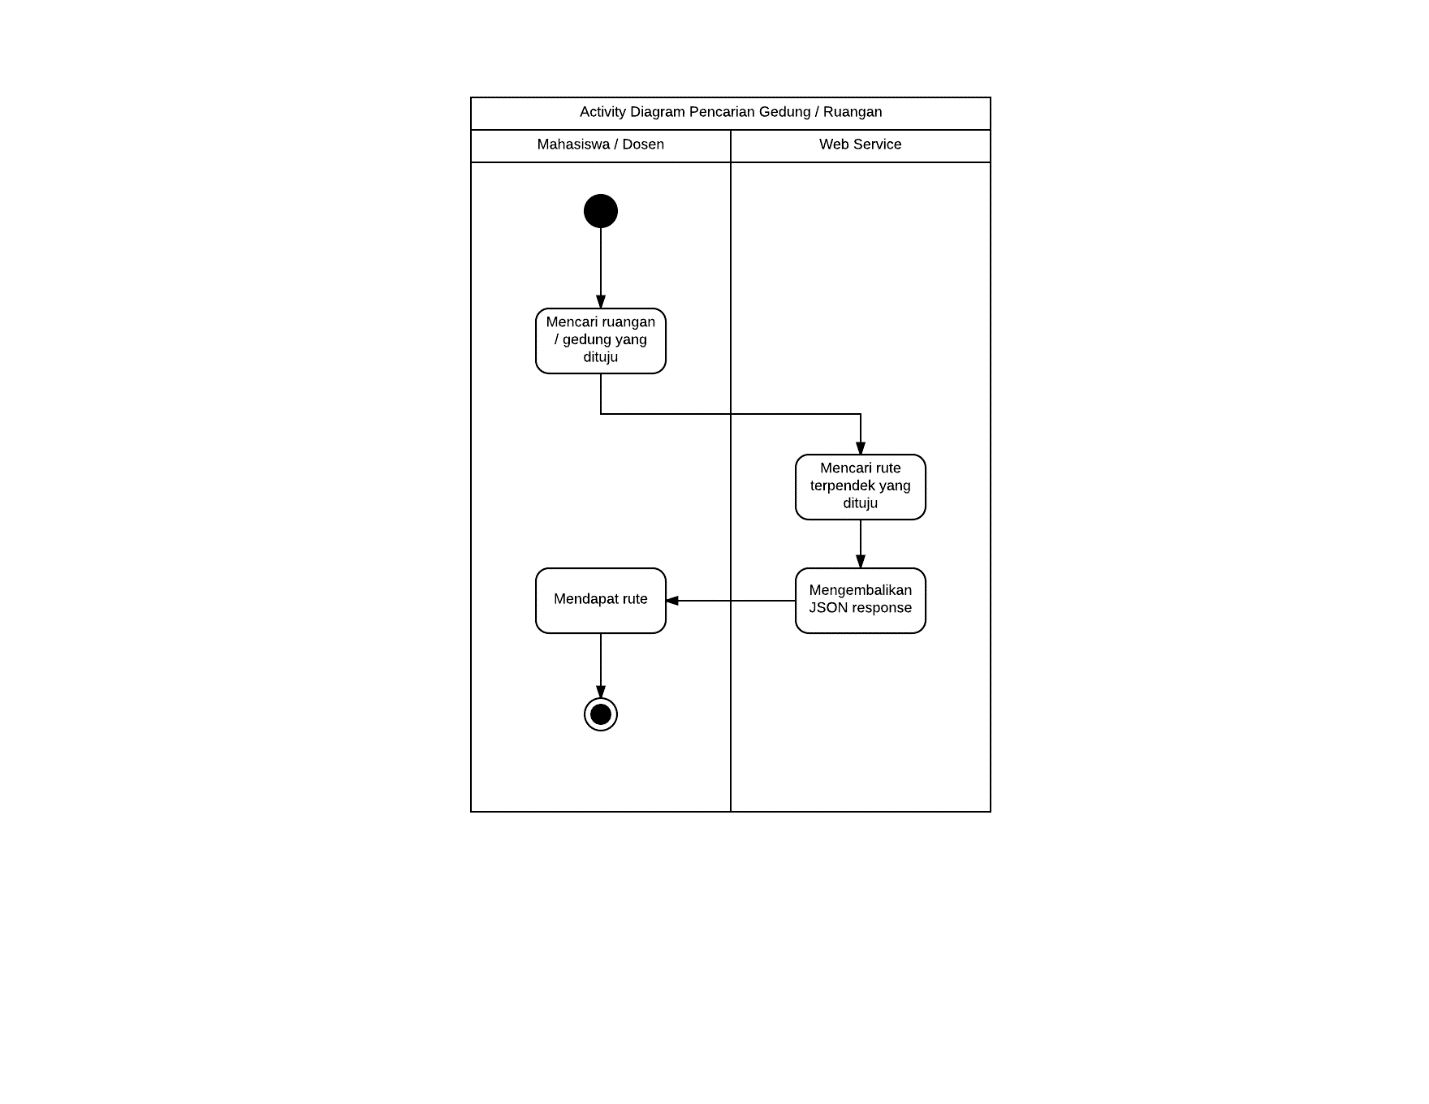 Activity Diagram Pencarian Gedung / Ruangan
Mahasiswa / Dosen
Web Service
Mencari ruangan
/ gedung yang
dituju
Mencari rute
terpendek yang
dituju
Mengembalikan
JSON response
Mendapat rute